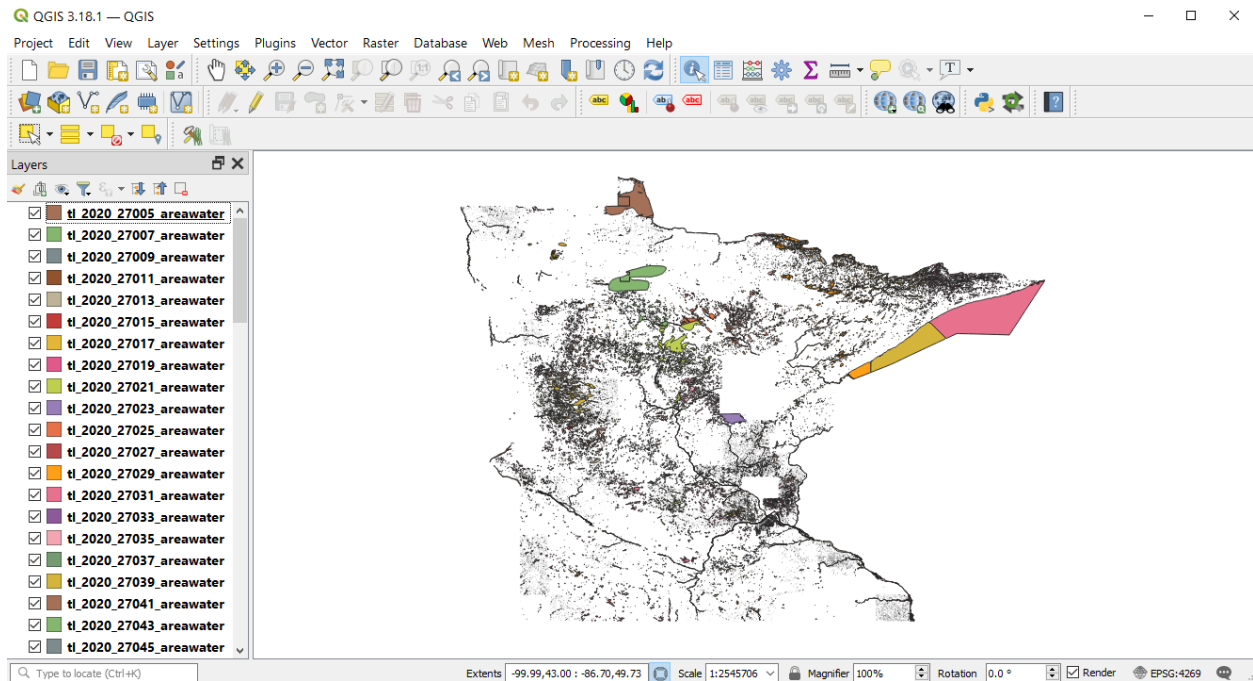 QGIS 3.18.1 — QGIS
Project Edit View Layer Settings Plugins Vector Raster Database Web Mesh Processing Help
Layers
tl_2020_27005_areawater
tl_2020_27007_areawater
tl_2020_27009_areawater
tl_2020_27011_areawater
tl_2020_27013_areawater
tl_2020_27015_areawater
tl_2020_27017_areawater
tl_2020_27019_areawater
tl_2020_27021_areawater
tl_2020_27023_areawater
tl_2020_27025_areawater
tl_2020_27027_areawater
tl_2020_27029_areawater
tl_2020_27031_areawater
tl_2020_27033_areawater
tl_2020_27035_areawater
tl_2020_27037_areawater
tl_2020_27039_areawater
tl_2020_27041_areawater
tl_2020_27043_areawater
tl_2020_27045_areawater
Type to locate (Ctrl+K) Extents -99.99,43.00 : -86.70,49.73 Scale 1:2545706 Magnifier 100% Rotation 0.0 ° Render EPSG:4269